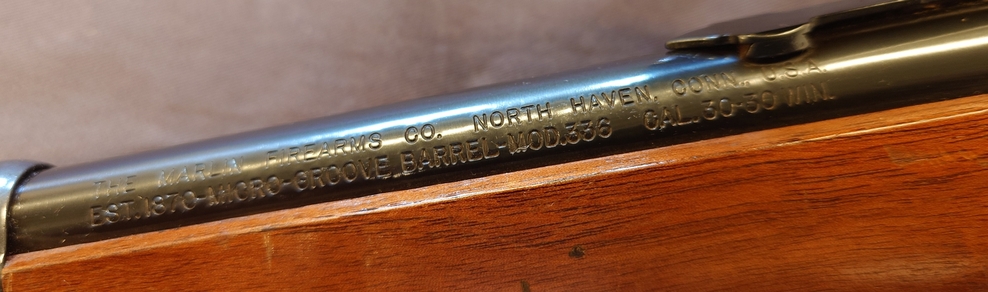 THE MARLIN FIREARMS CO. NORTH HAVEN, CONN., U.S.A.
EST.1870-MICRO-GROOVE BARREL-MOD.336 CAL. 30-30 WIN.